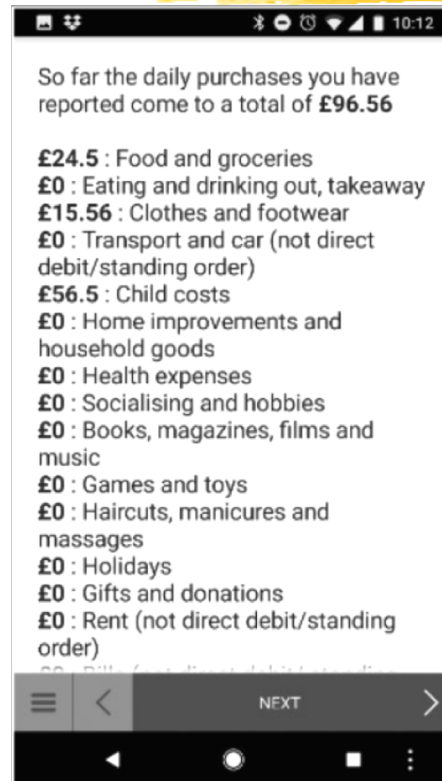 10:12
So far the daily purchases you have
reported come to a total of £96.56
£24.5 : Food and groceries
£0 : Eating and drinking out, takeaway
£15.56 : Clothes and footwear
£0 : Transport and car (not direct
debit/standing order)
£56.5 : Child costs
£0 : Home improvements and
household goods
£0 : Health expenses
£0 : Socialising and hobbies
£0 : Books, magazines, films and
music
£0 : Games and toys
£0 : Haircuts, manicures and
massages
£0 : Holidays
£0 : Gifts and donations
£0 : Rent (not direct debit/standing
order)
NEXT